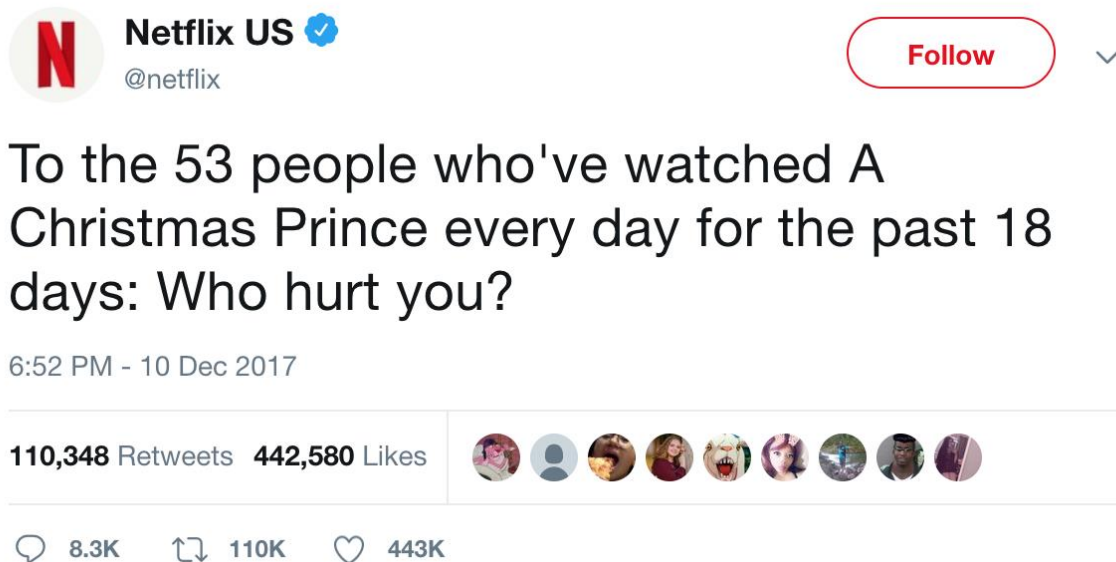 N
Netflix US
@netflix
Follow
To the 53 people who've watched A
Christmas Prince every day for the past 18
days: Who hurt you?
6:52 PM - 10 Dec 2017
110,348 Retweets 442,580 Likes
8.3K 110K 443K